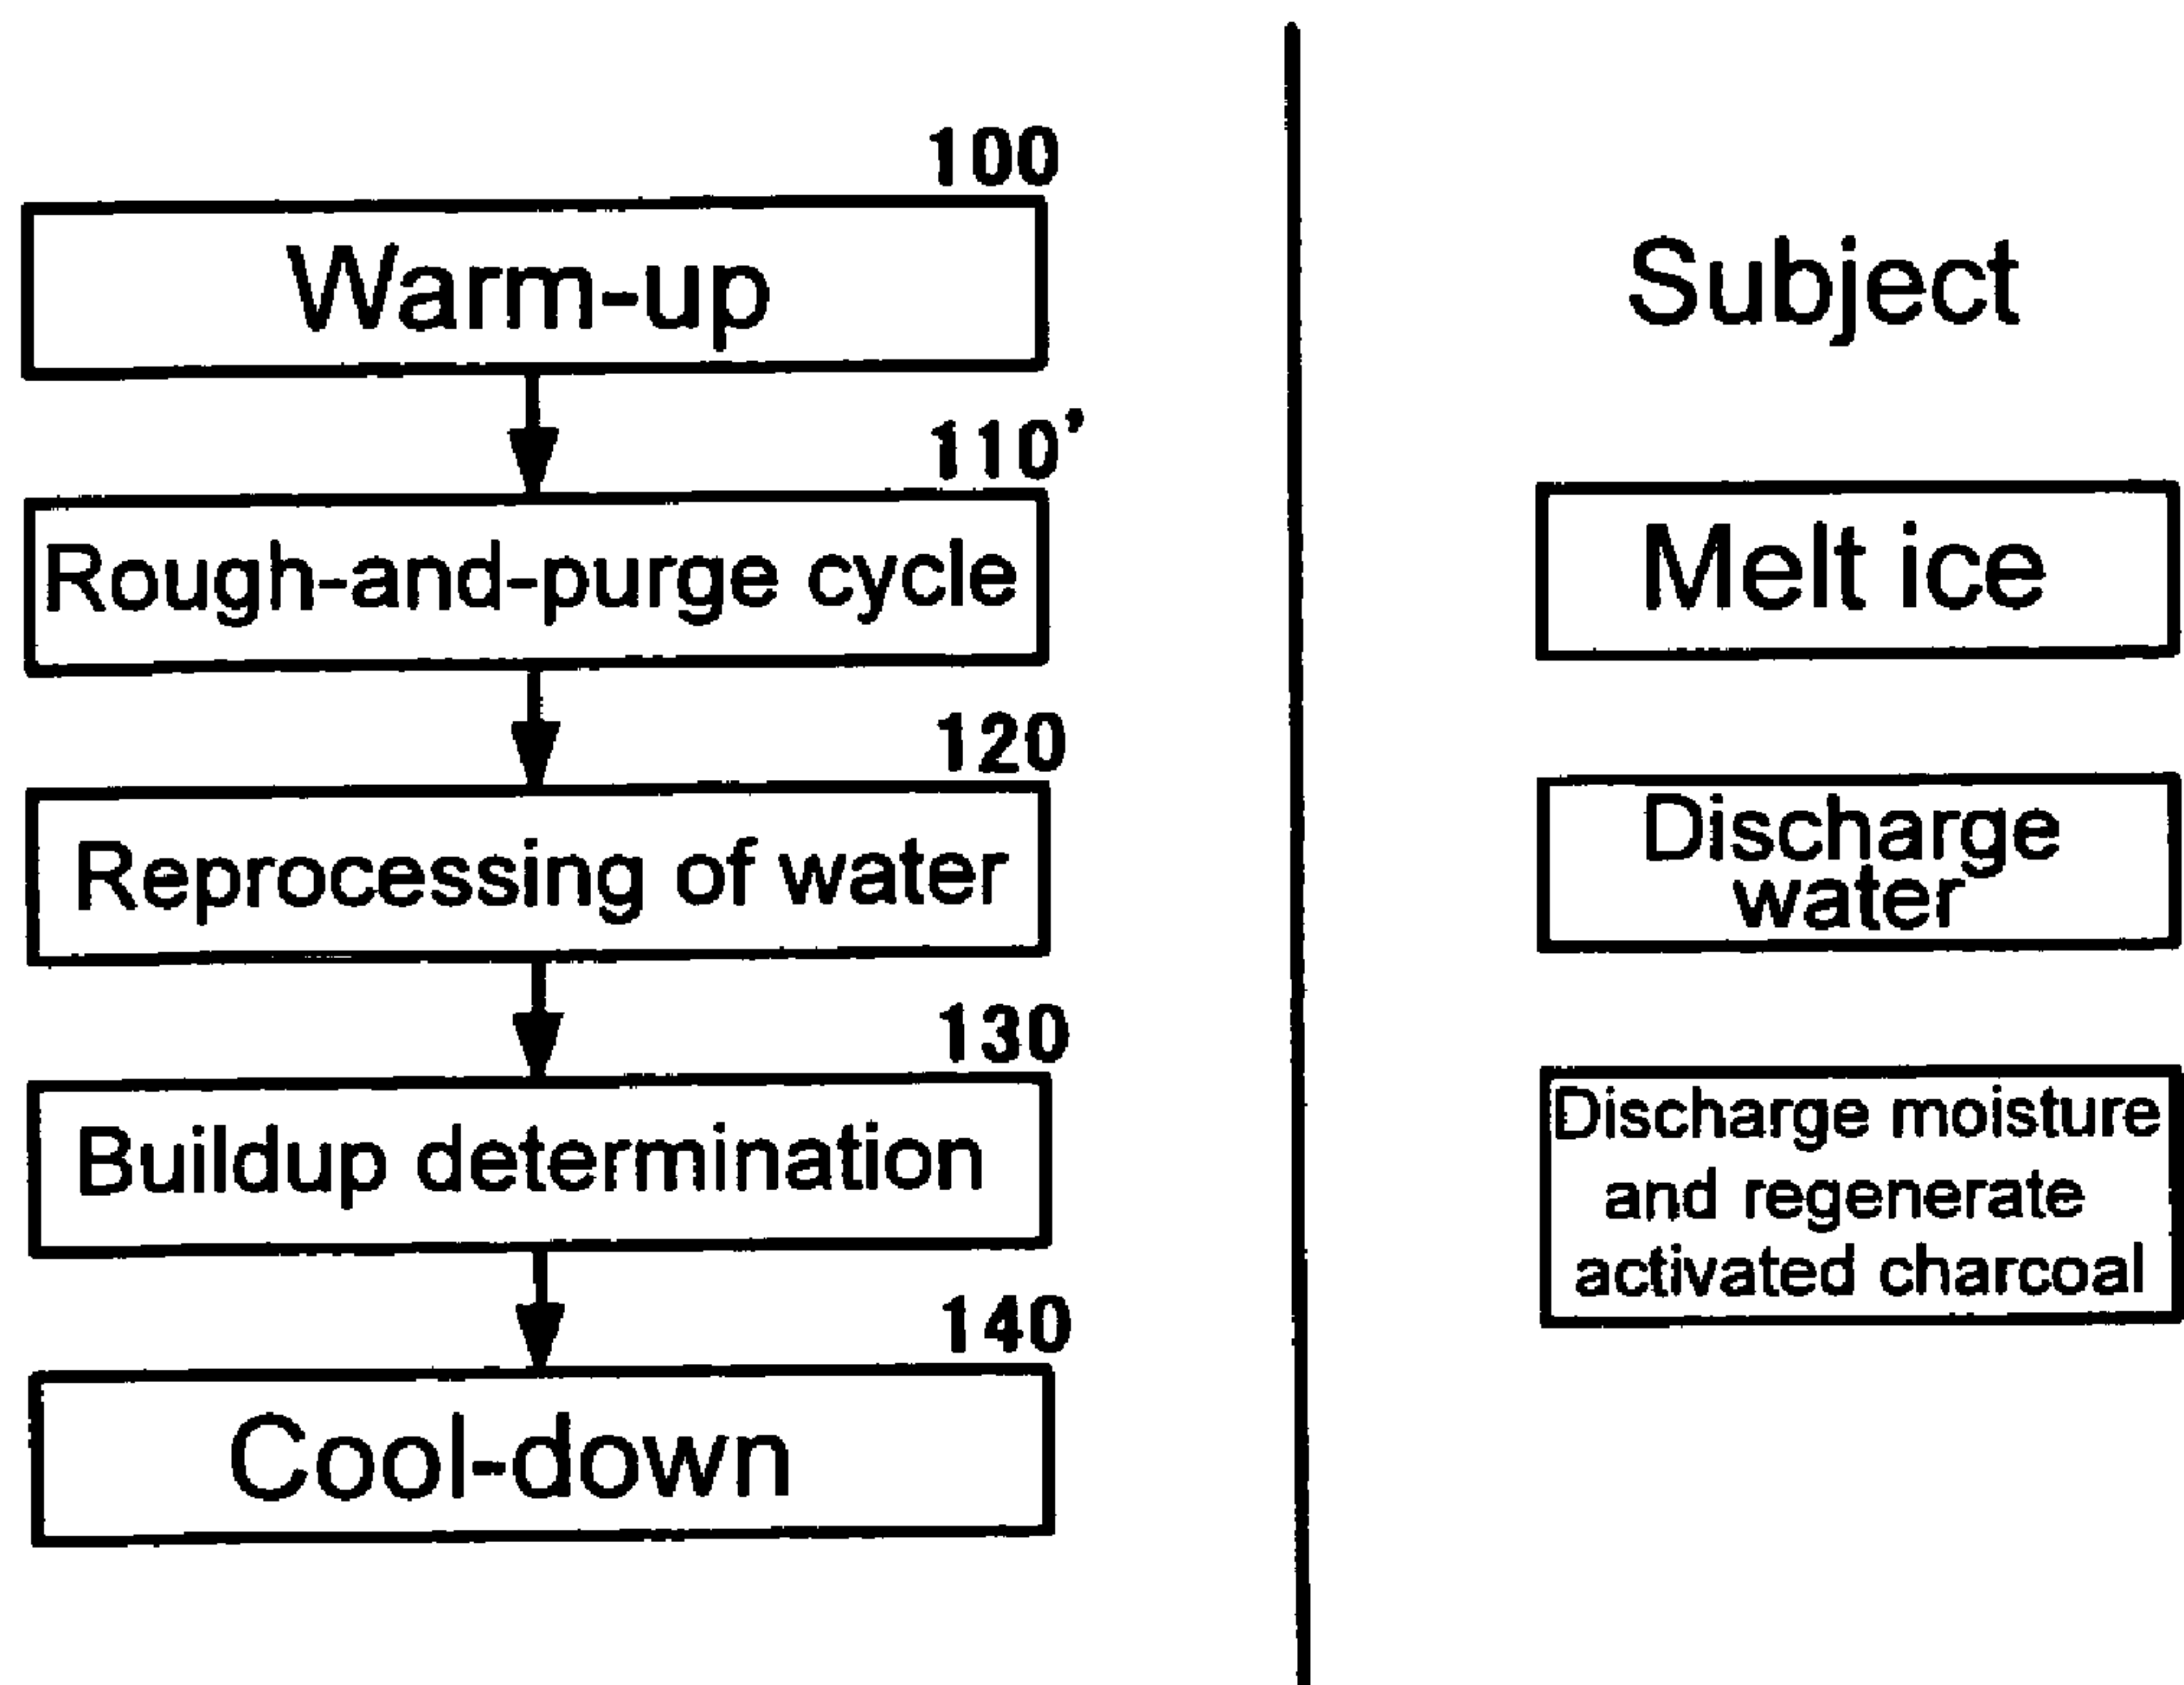 100
Warm-up
110’
Rough-and-purge cycle
120
Reprocessing of water
130
Buildup determination
140
Cool-down
Subject
Melt ice
Discharge
water
Discharge moisture
and regenerate
activated charcoal